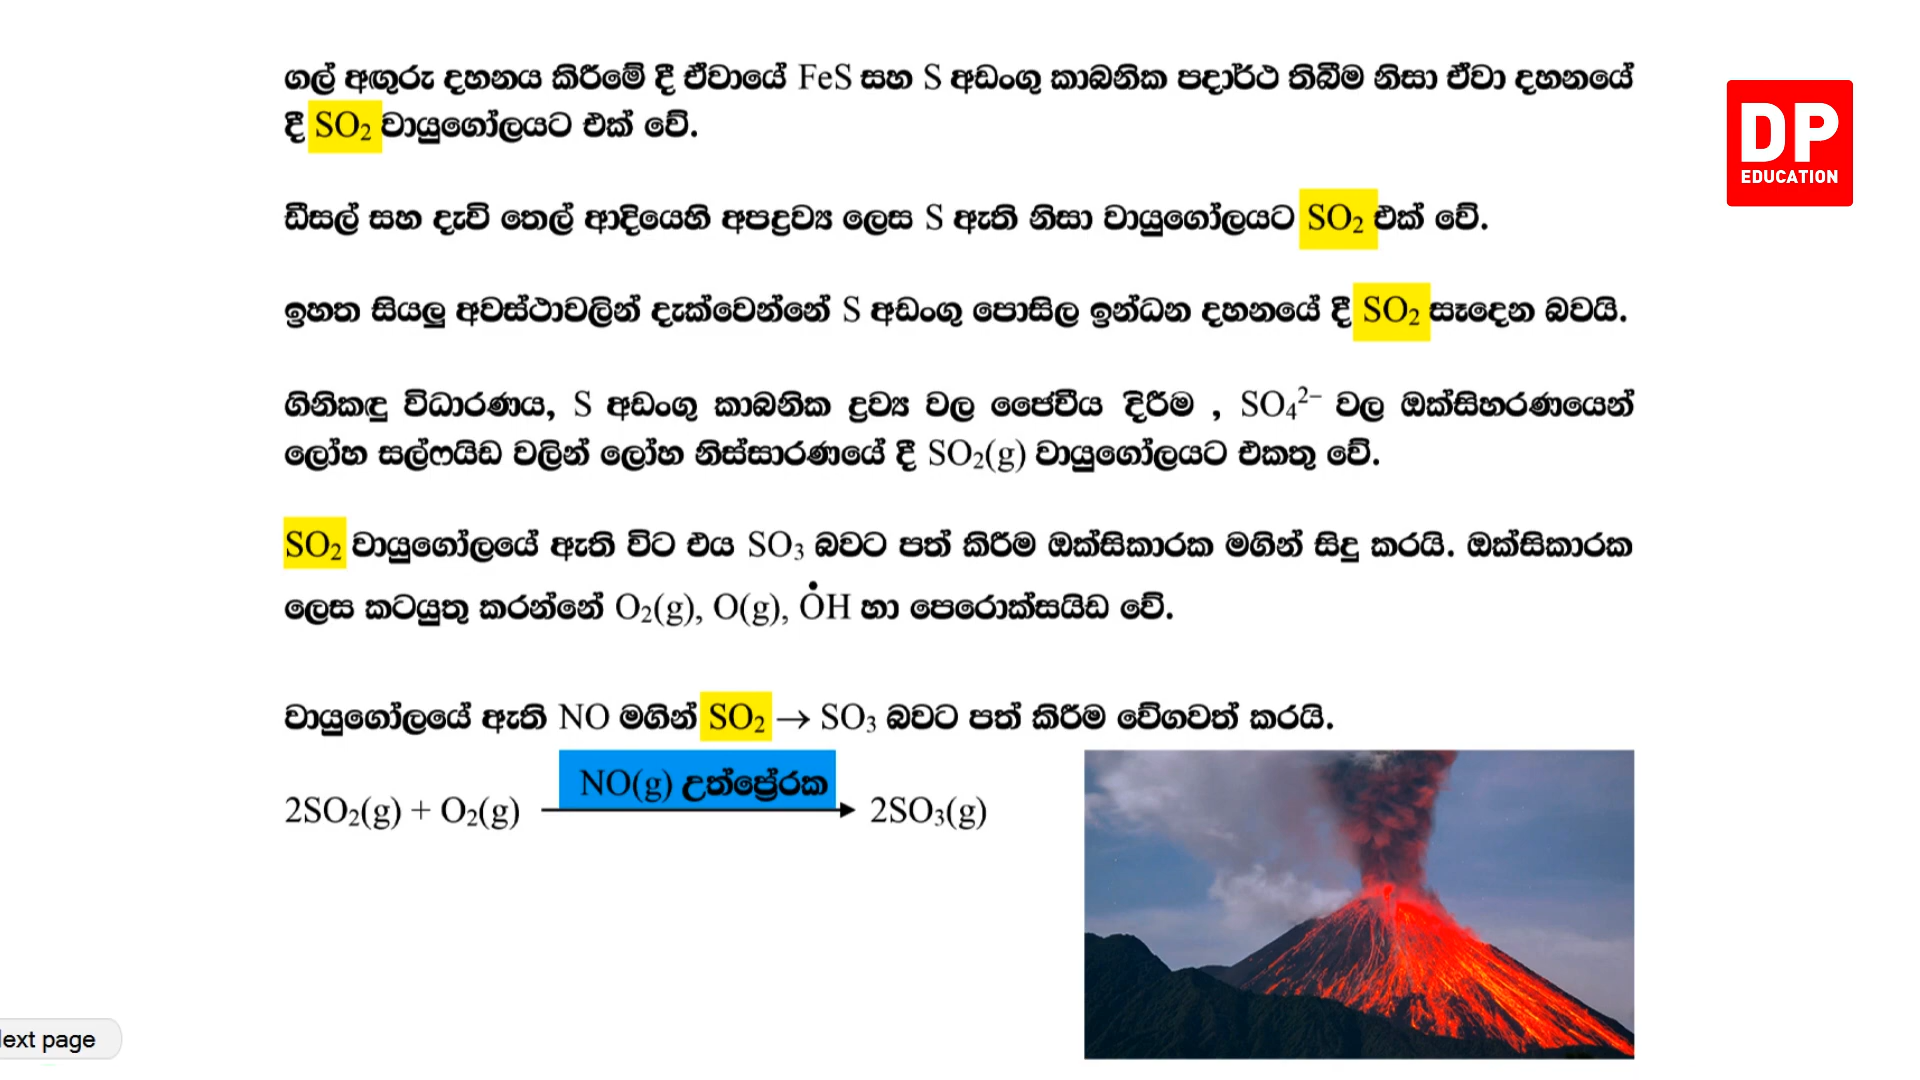 ගල් අඟුරු දහනය කිරීමේ දී ඒවායේ FeS සහ S අඩංගු කාබනික පදාර්ථ තිබීම නිසා ඒවා දහනයේ
දී SO₂ වායුගෝලයට එක් වේ.
DP
EDUCATION
ඩීසල් සහ දැවි තෙල් ආදියෙහි අපද්‍රව්‍ය ලෙස S ඇති නිසා වායුගෝලයට SO₂ එක් වේ.
ඉහත සියලු අවස්ථාවලින් දැක්වෙන්නේ S අඩංගු පොසිල ඉන්ධන දහනයේ දී SO₂ සෑදෙන බවයි.
ගිනිකඳු විධාරණය, S අඩංගු කාබනික ද්‍රව්‍ය වල ජෛවීය දිරීම , SO₄²⁻ වල ඔක්සිහරණයෙන්
ලෝහ සල්ෆයිඩ වලින් ලෝහ නිස්සාරණයේ දී SO₂(g) වායුගෝලයට එකතු වේ.
SO₂ වායුගෝලයේ ඇති විට එය SO₃ බවට පත් කිරීම ඔක්සිකාරක මගින් සිදු කරයි. ඔක්සිකාරක
ලෙස කටයුතු කරන්නේ O₂(g), O(g), ȮH හා පෙරොක්සයිඩ වේ.
වායුගෝලයේ ඇති NO මගින් SO₂ → SO₃ බවට පත් කිරීම වේගවත් කරයි.
NO(g) උත්ප්‍රේරක
2SO₂(g) + O₂(g) → 2SO₃(g)
ext page